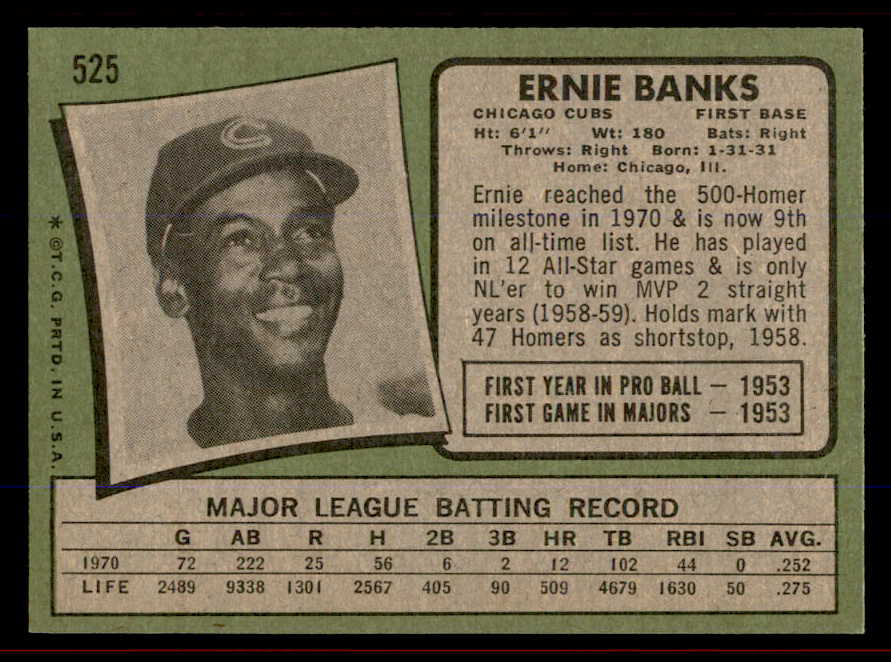 525
ERNIE BANKS
CHICAGO CUBS FIRST BASE
Ht: 6'1" Wt: 180 Bats: Right
Throws: Right Born: 1-31-31
Home: Chicago, Ill.
Ernie reached the 500-Homer
milestone in 1970 & is now 9th
on all-time list. He has played
in 12 All-Star games & is only
NL'er to win MVP 2 straight
years (1958-59). Holds mark with
47 Homers as shortstop, 1958.
FIRST YEAR IN PRO BALL — 1953
FIRST GAME IN MAJORS — 1953
C
* ©T.C.G. PRTD. IN U.S.A.
MAJOR LEAGUE BATTING RECORD
G AB R H 2B 3B HR TB RBI SB AVG.
1970 72 222 25 56 6 2 12 102 44 0 .252
LIFE 2489 9338 1301 2567 405 90 509 4679 1630 50 .275